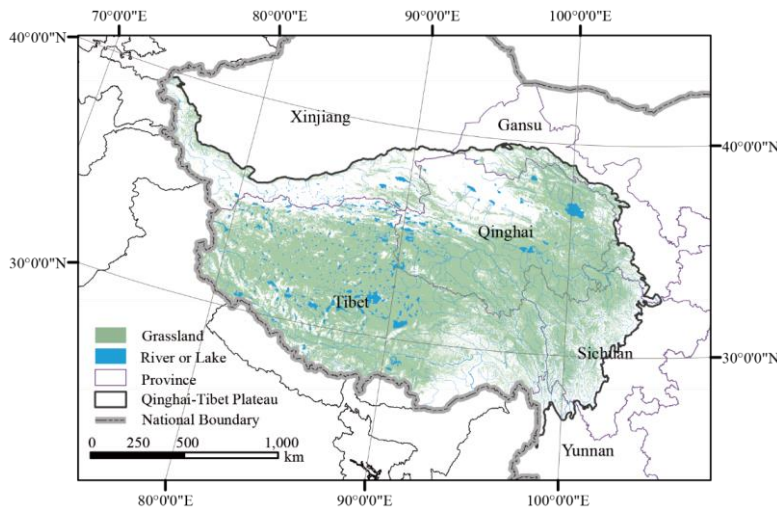 70°0'0"E
80°0'0"E
90°0'0"E
100°0'0"E
40°0'0"N
Xinjiang
Gansu
40°0'0"N
Qinghai
30°0'0"N
Tibet
Grassland
River or Lake
Sichuan
30°0'0"N
Province
Qinghai-Tibet Plateau
National Boundary
0 250 500 1,000
km
Yunnan
80°0'0"E
90°0'0"E
100°0'0"E